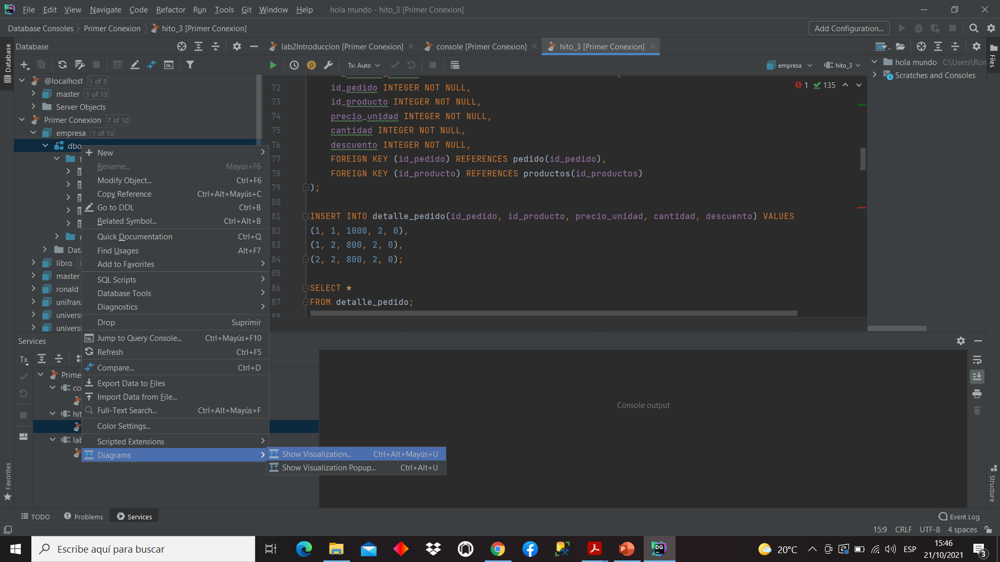 File Edit View Navigate Code Refactor Run Tools Git Window Help hola mundo - hito_3 [Primer Conexion]
Database Consoles Primer Conexion hito_3 [Primer Conexion] Add Configuration...
Database
lab2Introduccion [Primer Conexion] console [Primer Conexion] hito_3 [Primer Conexion]
Tx: Auto empresa hito_3
Database
Files
hola mundo C:\Users\Ron
Scratches and Consoles
@localhost 1 of 5
master 1 of 13
Server Objects
Primer Conexion 7 of 10
empresa 1 of 13
dbo
Data
libro
master
ronald
unifranz
universi
universi
New
Rename... Mayús+F6
Modify Object... Ctrl+F6
Copy Reference Ctrl+Alt+Mayús+C
Go to DDL Ctrl+B
Related Symbol... Ctrl+Alt+B
Quick Documentation Ctrl+Q
Find Usages Alt+F7
Add to Favorites
SQL Scripts
Database Tools
Diagnostics
Drop Suprimir
Jump to Query Console... Ctrl+Mayús+F10
Refresh Ctrl+F5
Compare... Ctrl+D
Export Data to Files
Import Data from File...
Full-Text Search... Ctrl+Alt+Mayús+F
Color Settings...
Scripted Extensions
Diagrams
Show Visualization... Ctrl+Alt+Mayús+U
Show Visualization Popup... Ctrl+Alt+U
1 135
72 id_pedido INTEGER NOT NULL,
73 id_producto INTEGER NOT NULL,
74 precio_unidad INTEGER NOT NULL,
75 cantidad INTEGER NOT NULL,
76 descuento INTEGER NOT NULL,
77 FOREIGN KEY (id_pedido) REFERENCES pedido(id_pedido),
78 FOREIGN KEY (id_producto) REFERENCES productos(id_productos)
79 );
80
81 INSERT INTO detalle_pedido(id_pedido, id_producto, precio_unidad, cantidad, descuento) VALUES
82 (1, 1, 1000, 2, 0),
83 (1, 2, 800, 2, 0),
84 (2, 2, 800, 2, 0);
85
86 SELECT *
87 FROM detalle_pedido;
88
Services
Tx
Prime
co
hit
lab
Console output
Favorites
Structure
TODO Problems Services Event Log
15:9 CRLF UTF-8 4 spaces
Escribe aquí para buscar
20°C ESP 15:46
21/10/2021 3